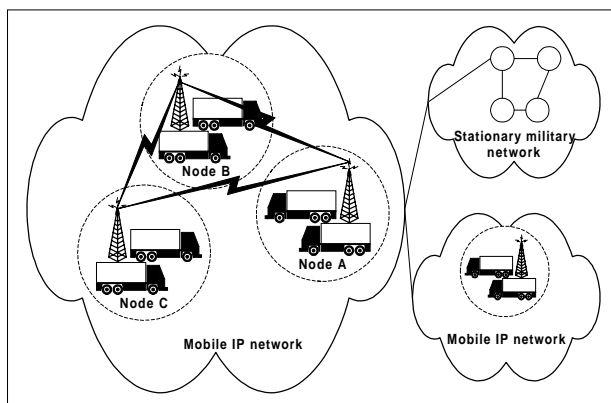 Node B
Node A
Node C
Mobile IP network
Stationary military
network
Mobile IP network